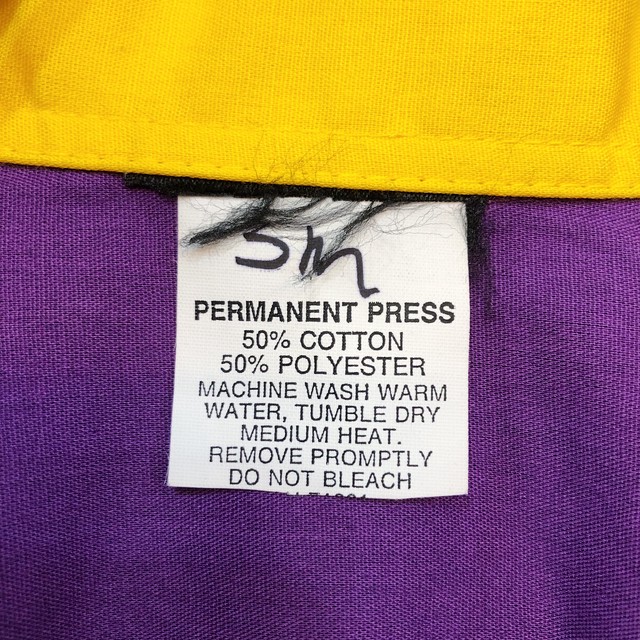 Sm
PERMANENT PRESS
50% COTTON
50% POLYESTER
MACHINE WASH WARM
WATER, TUMBLE DRY
MEDIUM HEAT.
REMOVE PROMPTLY
DO NOT BLEACH